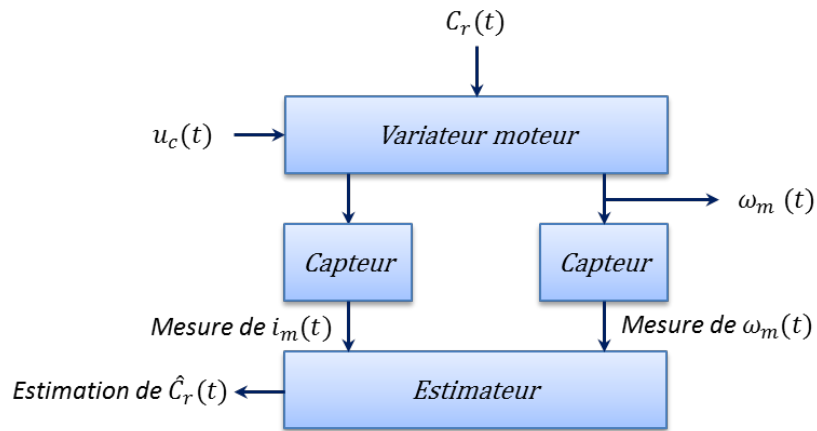 C_r(t)
u_c(t)
Variateur moteur
ω_m (t)
Capteur
Capteur
Mesure de i_m(t)
Mesure de ω_m(t)
Estimation de Ĉ_r(t)
Estimateur